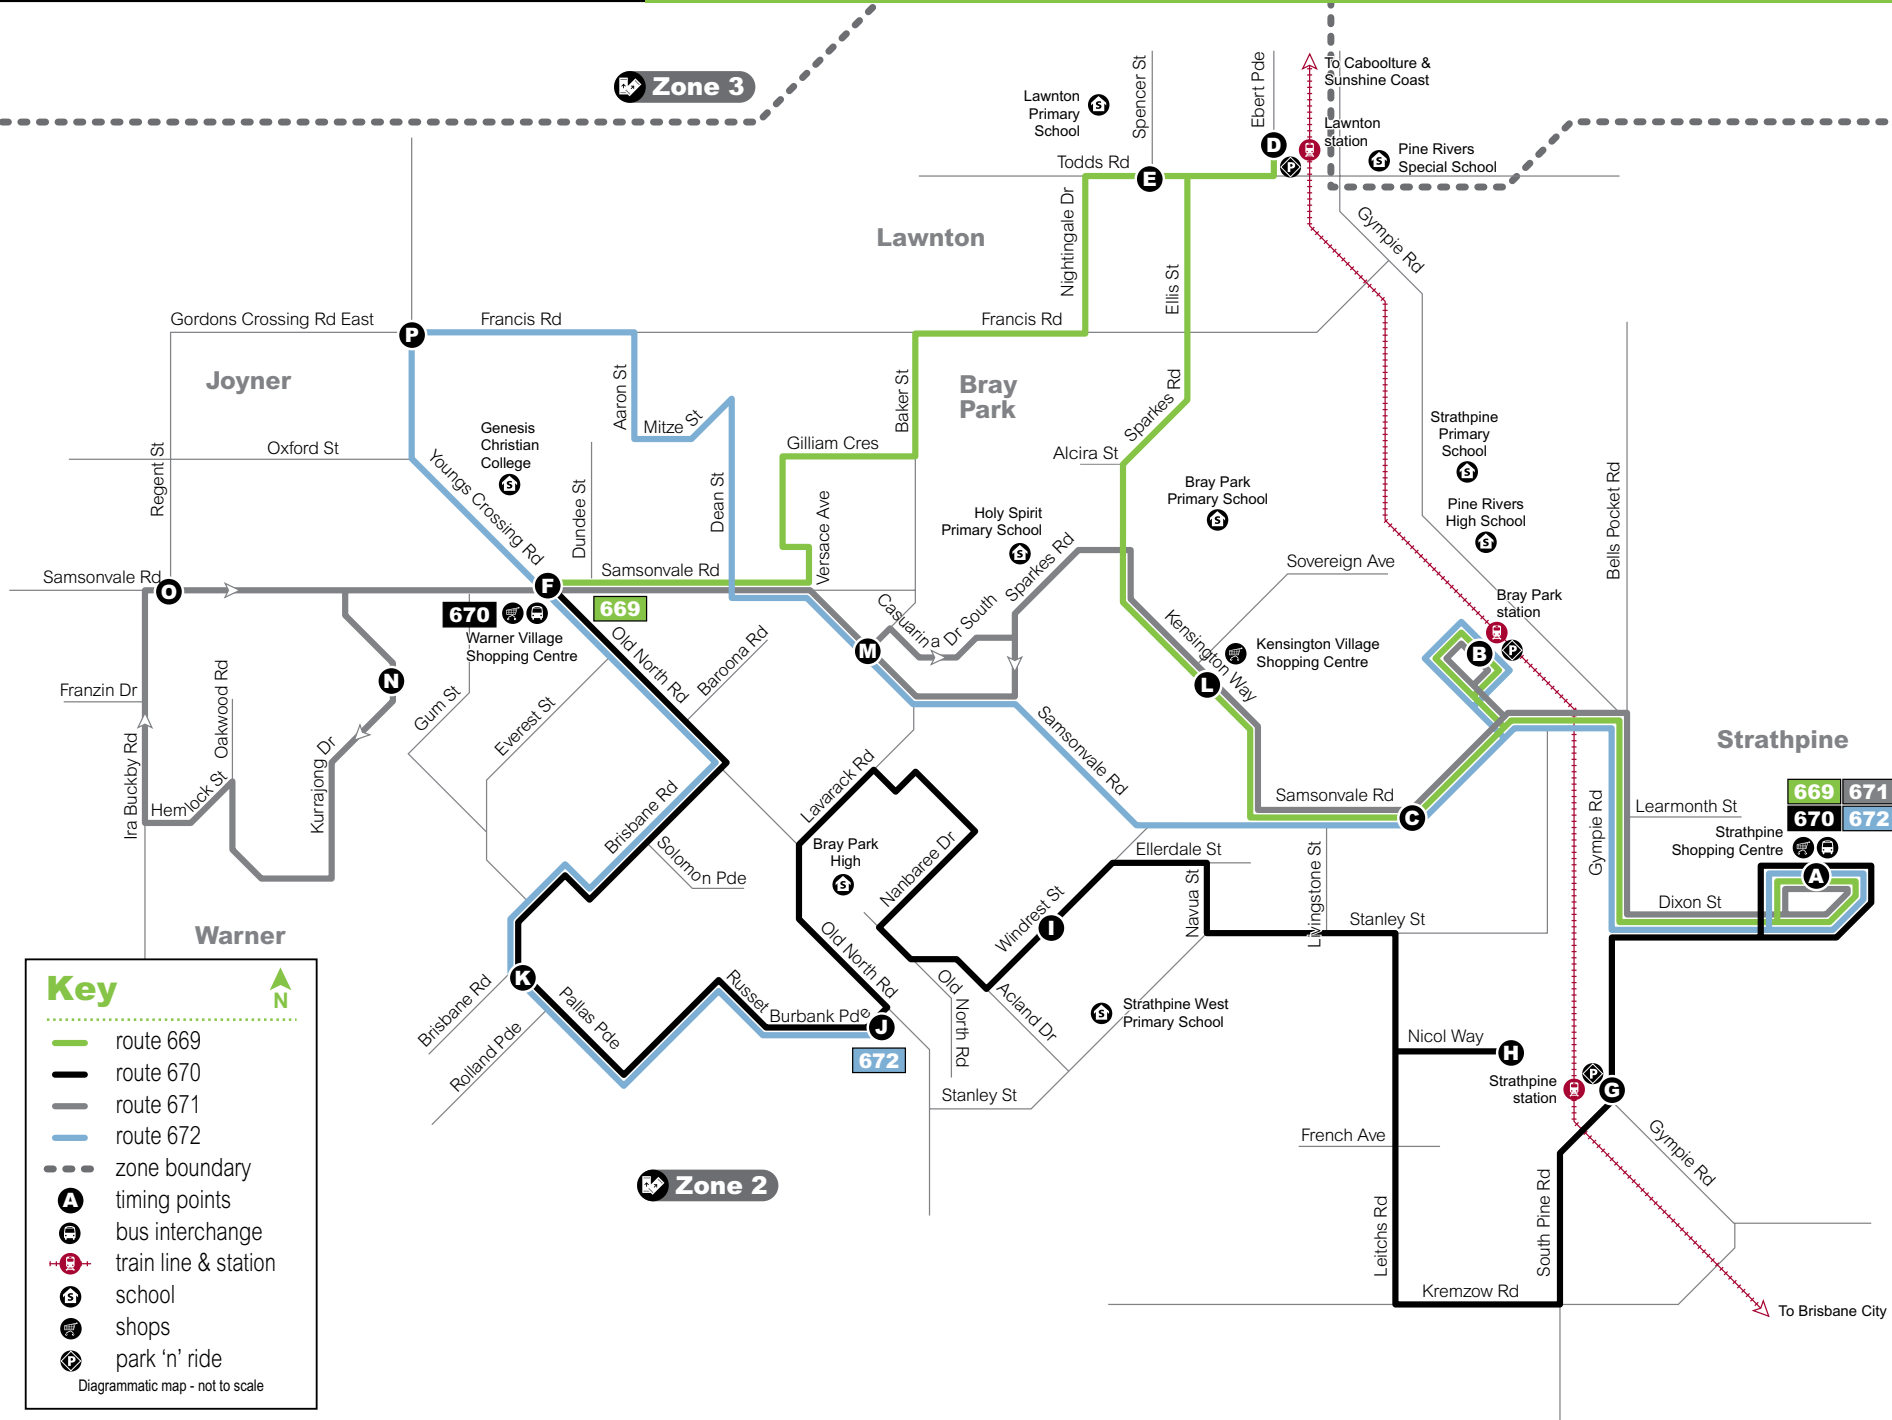 Zone 3
To Caboolture &
Sunshine Coast
Lawnton
Primary
School
Spencer St
Ebert Pde
Lawnton
station
Pine Rivers
Special School
D
P
Todds Rd
E
Nightingale Dr
Lawnton
Gympie Rd
Ellis St
Gordons Crossing Rd East
P
Francis Rd
Francis Rd
Joyner
Aaron St
Mitze St
Baker St
Bray
Park
Sparkes Rd
Genesis
Christian
College
Gilliam Cres
Alcira St
Strathpine
Primary
School
Oxford St
Regent St
Youngs Crossing Rd
Dundee St
Dean St
Versace Ave
Holy Spirit
Primary School
Bray Park
Primary School
Pine Rivers
High School
Bells Pocket Rd
Sparkes Rd
Sovereign Ave
Samsonvale Rd
O
F
Samsonvale Rd
669
670
Warner Village
Shopping Centre
Casuarina Dr South
M
Kensington Way
Kensington Village
Shopping Centre
L
Bray Park
station
B
P
Old North Rd
Baroona Rd
Franzin Dr
Oakwood Rd
N
Gum St
Everest St
Ira Buckby Rd
Hemlock St
Kurrajong Dr
Samsonvale Rd
Strathpine
Lavarack Rd
Brisbane Rd
Samsonvale Rd
C
Gympie Rd
Learmonth St
669
671
670
672
Strathpine
Shopping Centre
A
Bray Park
High
Solomon Pde
Nanbaree Dr
Ellerdale St
Navua St
Livingstone St
Stanley St
Dixon St
Windrest St
I
Warner
Old North Rd
K
Brisbane Rd
Rolland Pde
Pallas Pde
Russet
Burbank Pde
J
672
Old North Rd
Acland Dr
Strathpine West
Primary School
Nicol Way
H
Strathpine
station
P
G
Stanley St
French Ave
Gympie Rd
Zone 2
Leitchs Rd
South Pine Rd
Kremzow Rd
To Brisbane City
Key
N
route 669
route 670
route 671
route 672
zone boundary
A
timing points
bus interchange
train line & station
S
school
shops
P
park ‘n’ ride
Diagrammatic map - not to scale